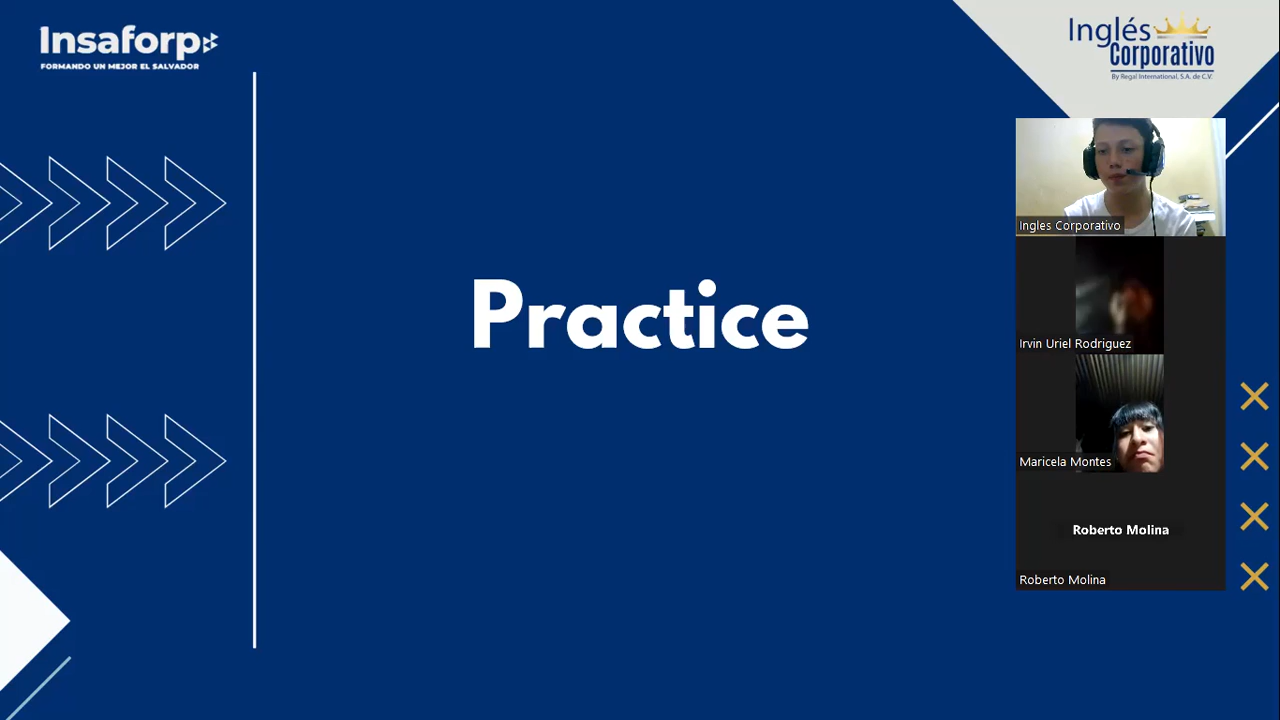 Insaforp
FORMANDO UN MEJOR EL SALVADOR
Inglés
Corporativo
By Regal International, S.A. de C.V.
Practice
Ingles Corporativo
Irvin Uriel Rodriguez
Maricela Montes
Roberto Molina
Roberto Molina